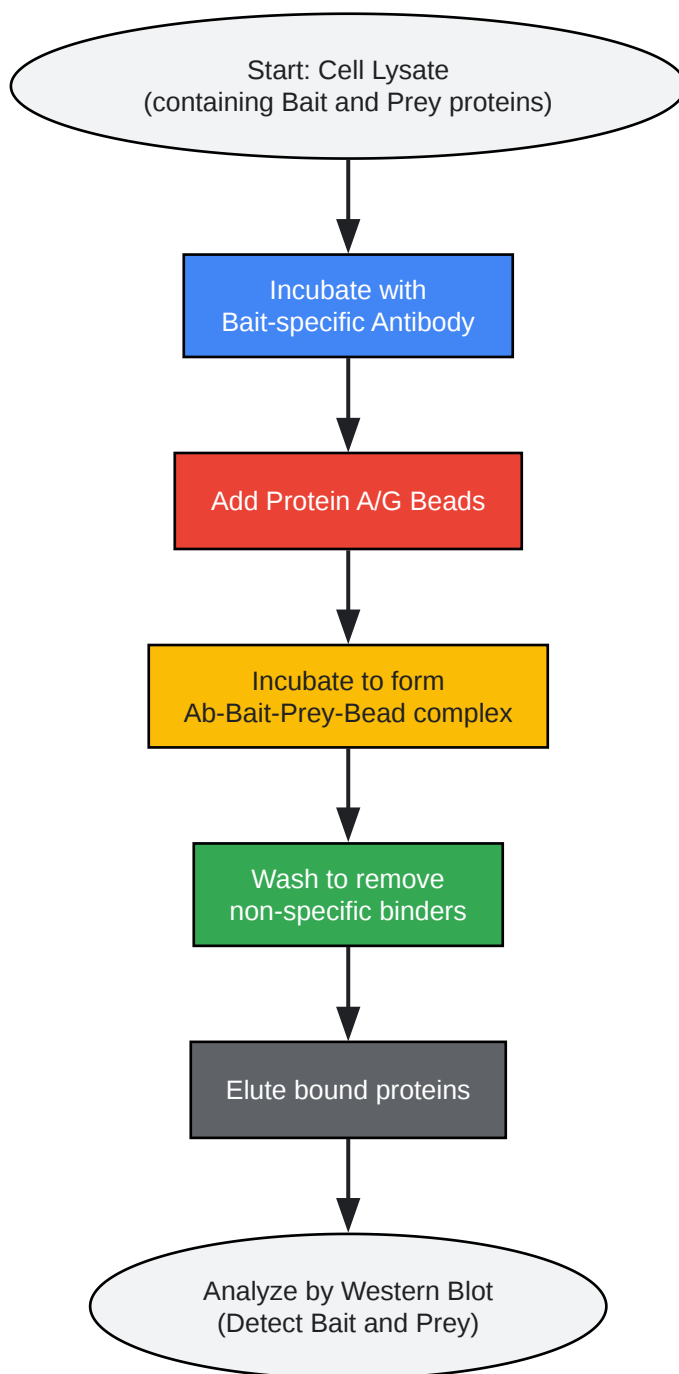 Start: Cell Lysate
(containing Bait and Prey proteins)
Incubate with
Bait-specific Antibody
Add Protein A/G Beads
Incubate to form
Ab-Bait-Prey-Bead complex
Wash to remove
non-specific binders
Elute bound proteins
Analyze by Western Blot
(Detect Bait and Prey)